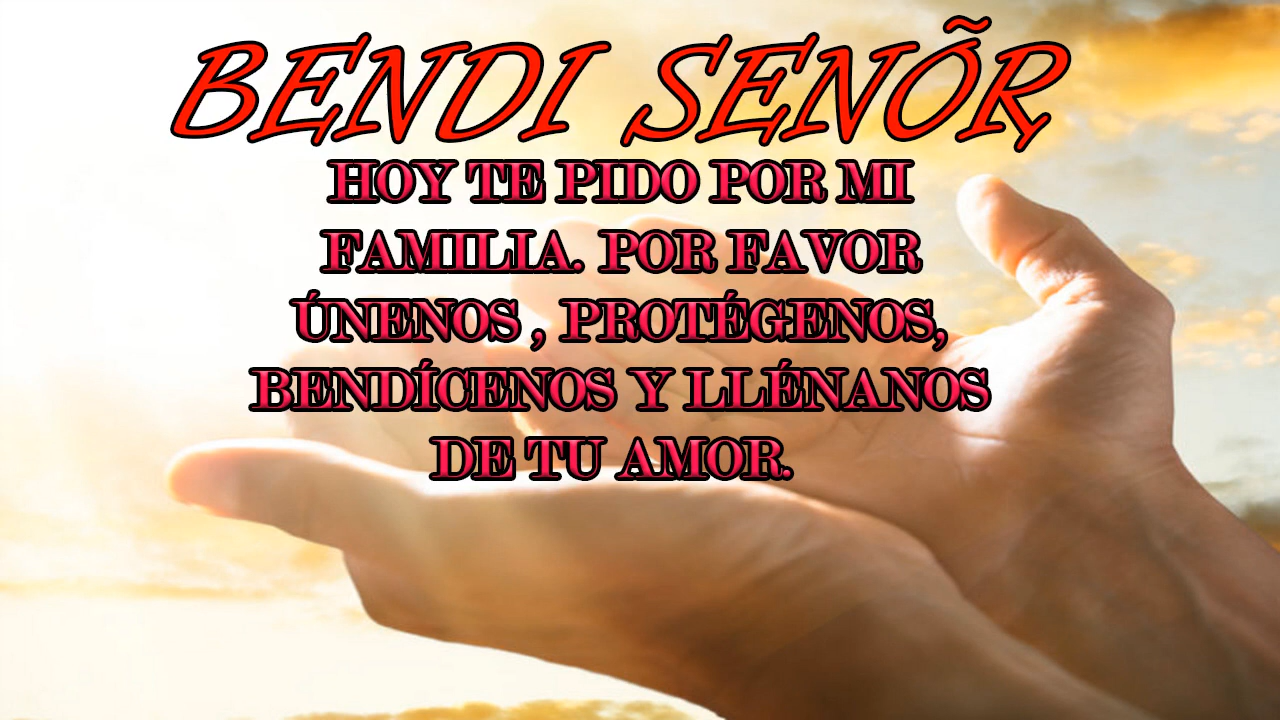 BENDI SENÕR
HOY TE PIDO POR MI
FAMILIA. POR FAVOR
ÚNENOS , PROTÉGENOS,
BENDÍCENOS Y LLÉNANOS
DE TU AMOR.